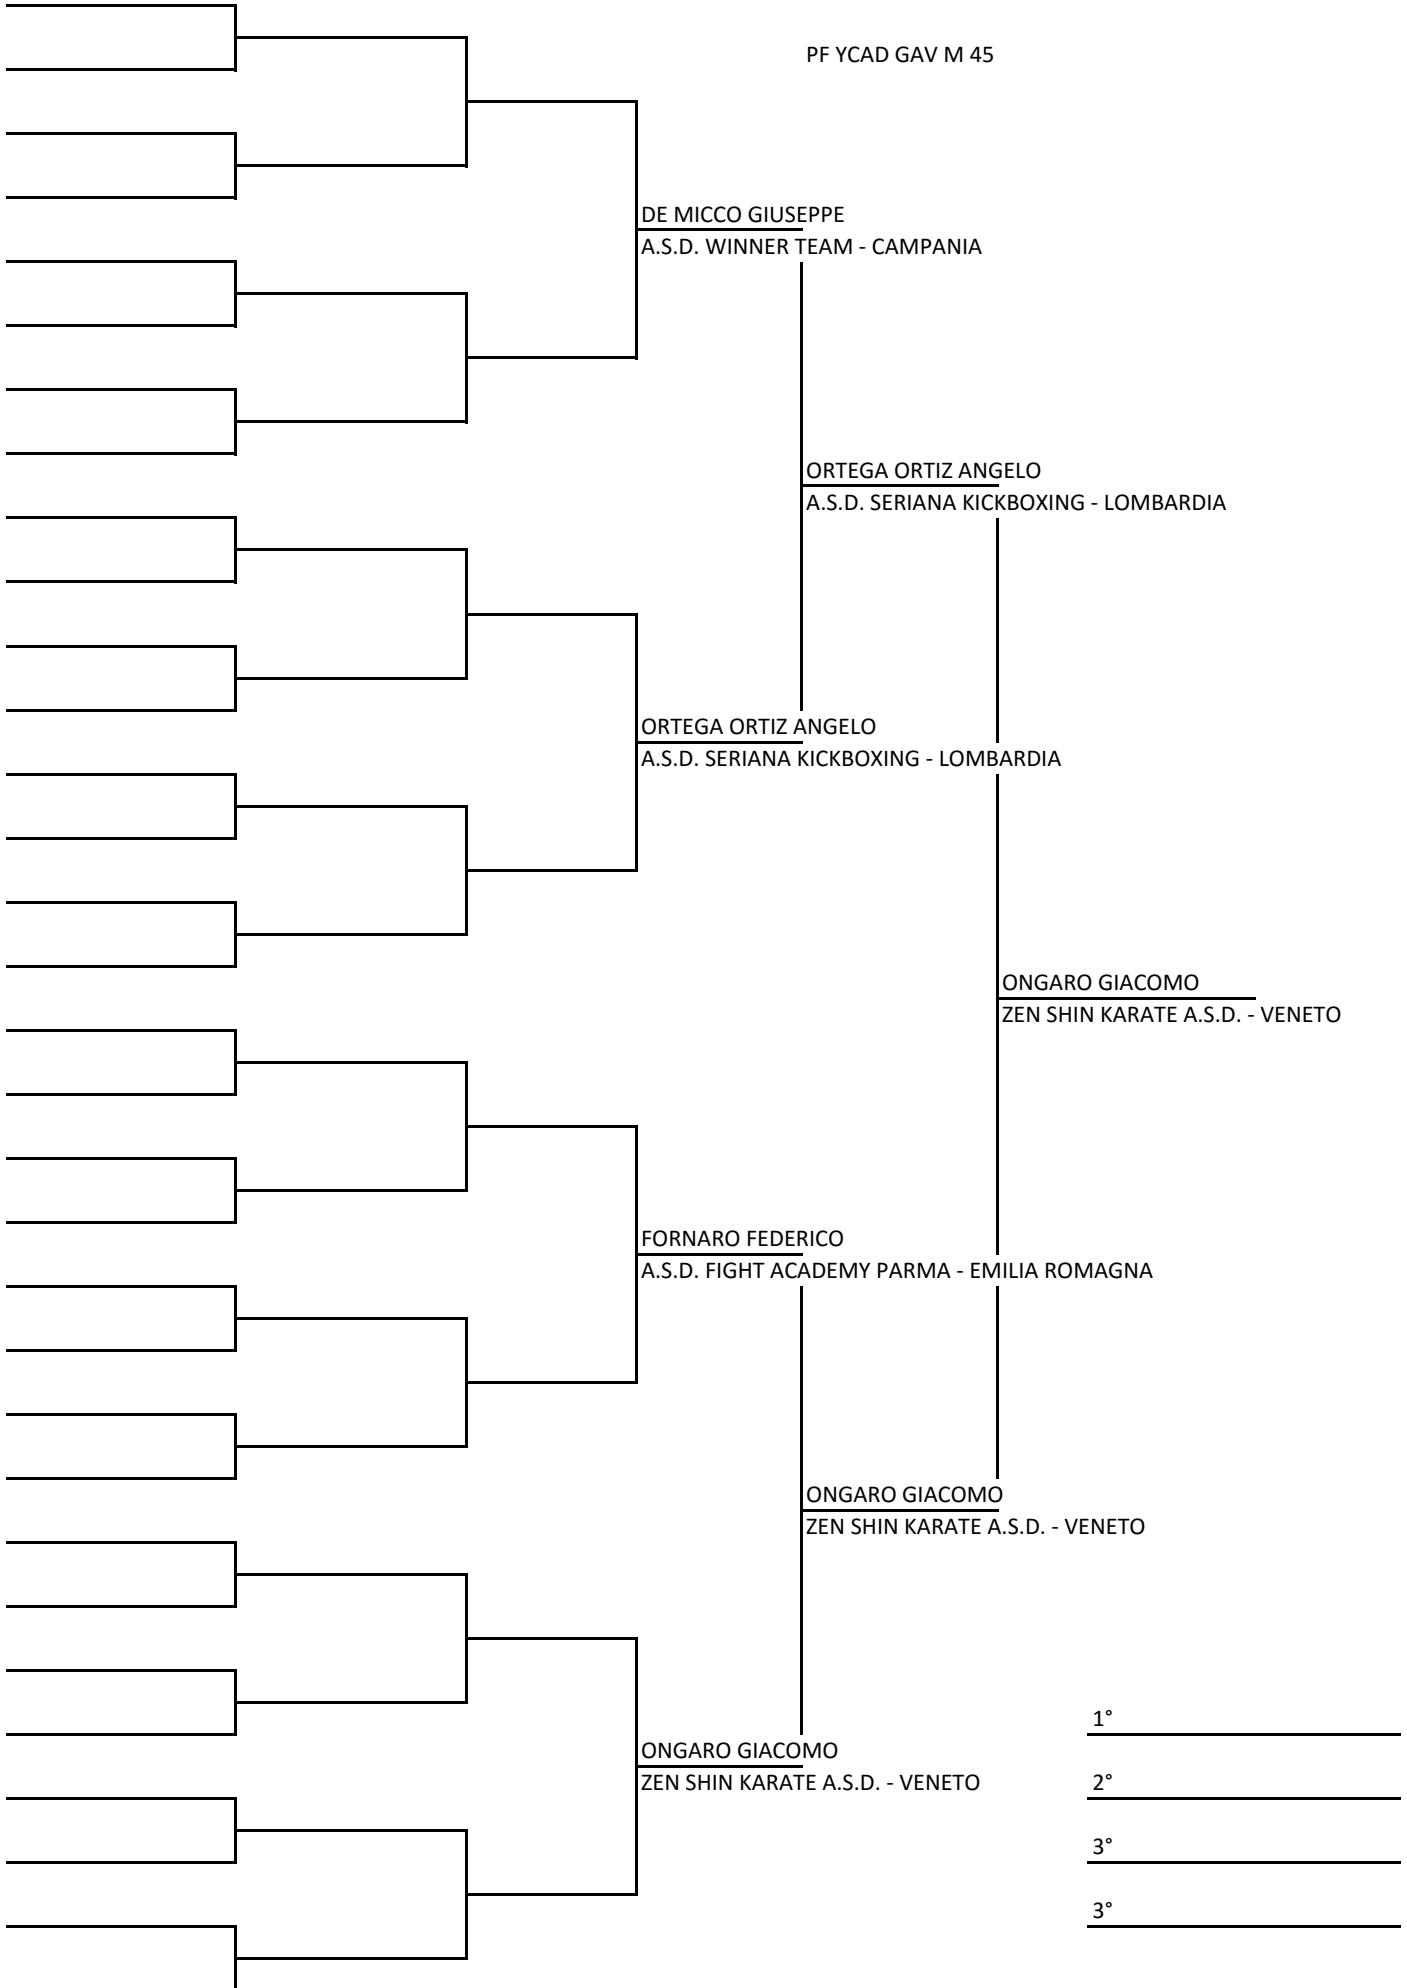 PF YCAD GAV M 45
DE MICCO GIUSEPPE
A.S.D. WINNER TEAM - CAMPANIA
ORTEGA ORTIZ ANGELO
A.S.D. SERIANA KICKBOXING - LOMBARDIA
ORTEGA ORTIZ ANGELO
A.S.D. SERIANA KICKBOXING - LOMBARDIA
ONGARO GIACOMO
ZEN SHIN KARATE A.S.D. - VENETO
FORNARO FEDERICO
A.S.D. FIGHT ACADEMY PARMA - EMILIA ROMAGNA
ONGARO GIACOMO
ZEN SHIN KARATE A.S.D. - VENETO
1°
ONGARO GIACOMO
ZEN SHIN KARATE A.S.D. - VENETO
2°
3°
3°